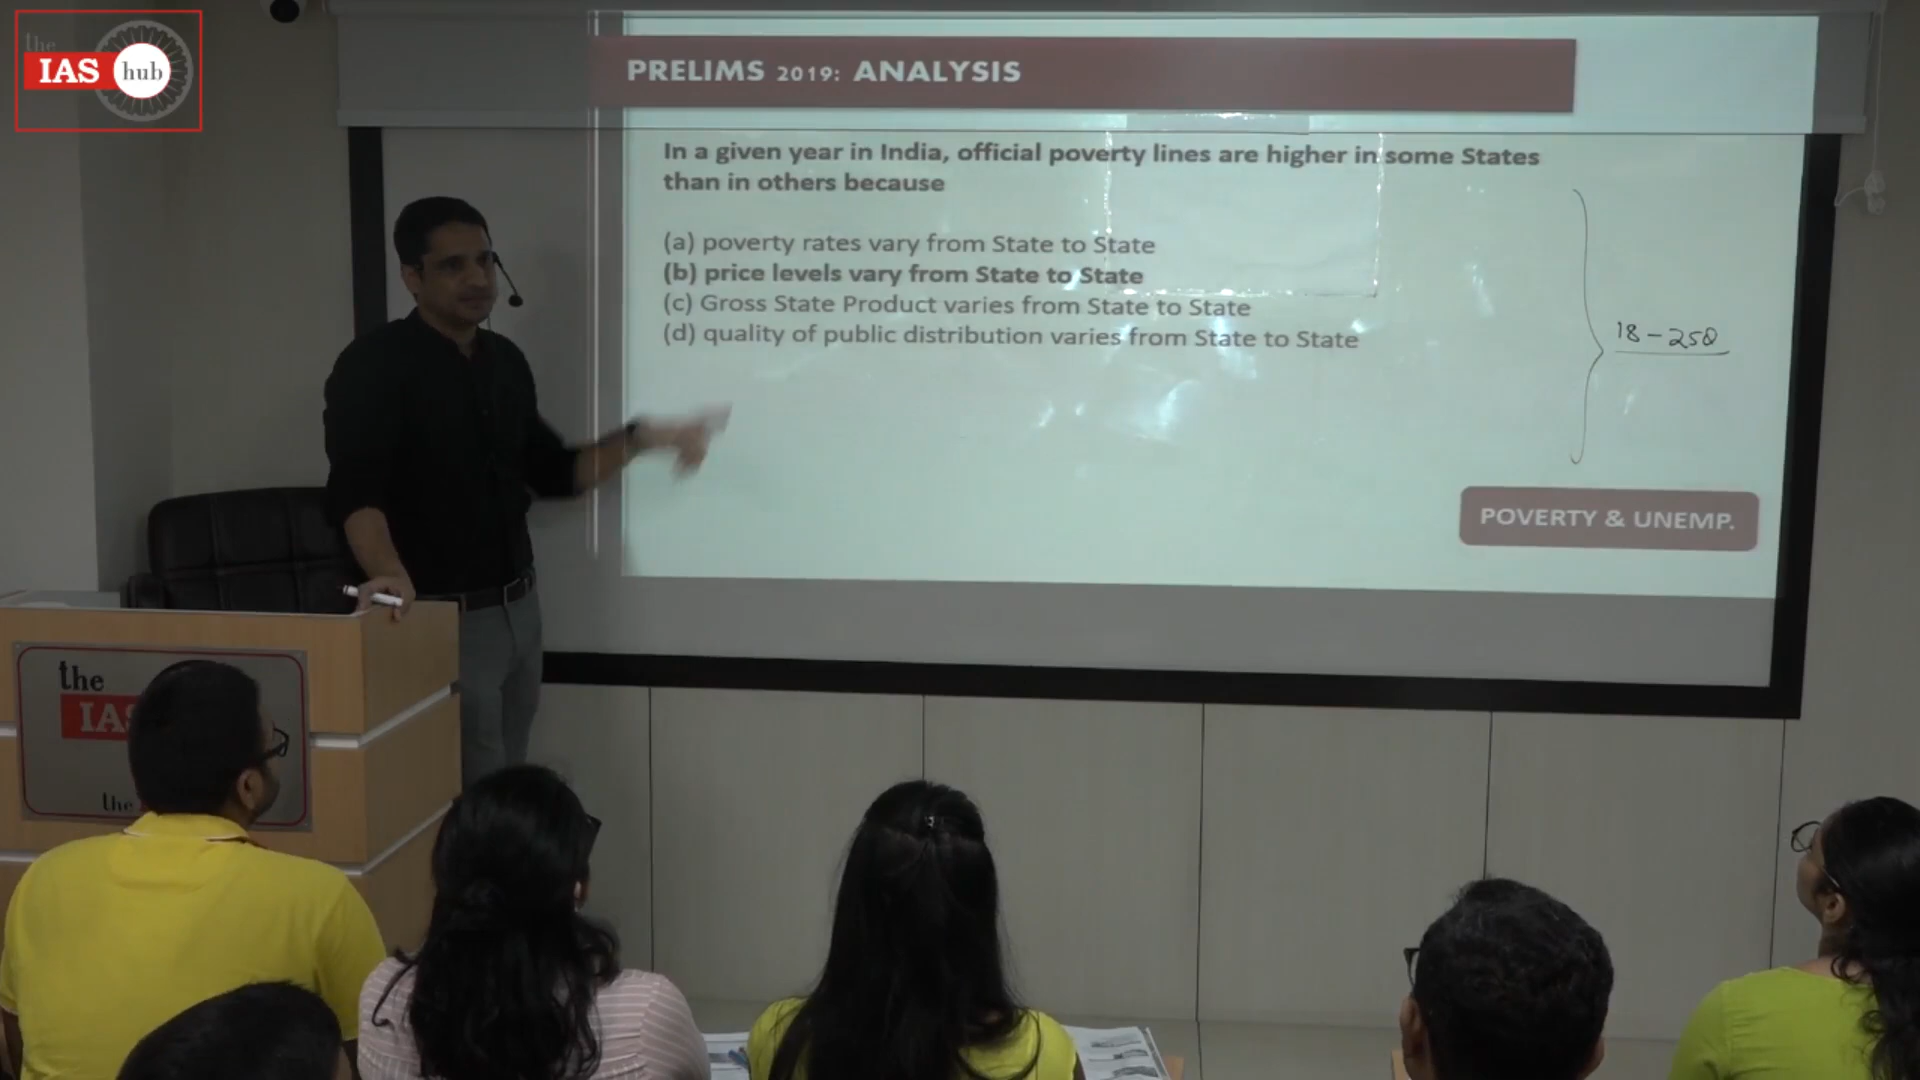 the
IAS hub
PRELIMS 2019: ANALYSIS
In a given year in India, official poverty lines are higher in some States
than in others because
(a) poverty rates vary from State to State
(b) price levels vary from State to State
(c) Gross State Product varies from State to State
(d) quality of public distribution varies from State to State
18-250
POVERTY & UNEMP.
the
IAS
the